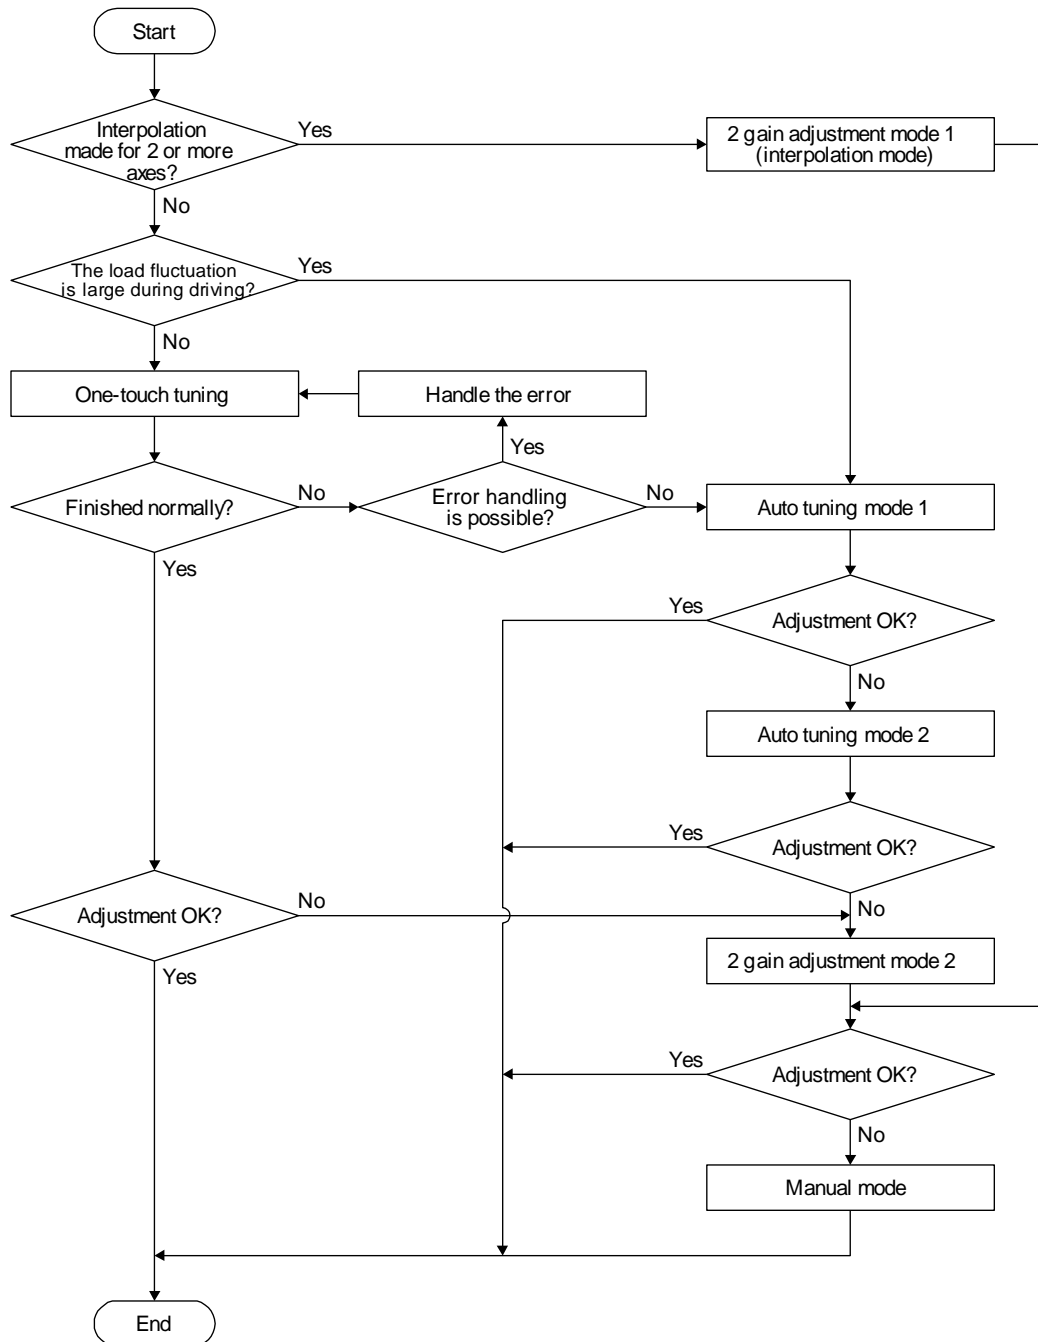 Start
Interpolation
made for 2 or more
axes?
Yes
2 gain adjustment mode 1
(interpolation mode)
No
The load fluctuation
is large during driving?
Yes
No
One-touch tuning
Handle the error
Yes
Finished normally?
No
Error handling
is possible?
No
Auto tuning mode 1
Yes
Yes
Adjustment OK?
No
Auto tuning mode 2
Yes
Adjustment OK?
No
Adjustment OK?
No
Yes
2 gain adjustment mode 2
Yes
Adjustment OK?
No
Manual mode
End